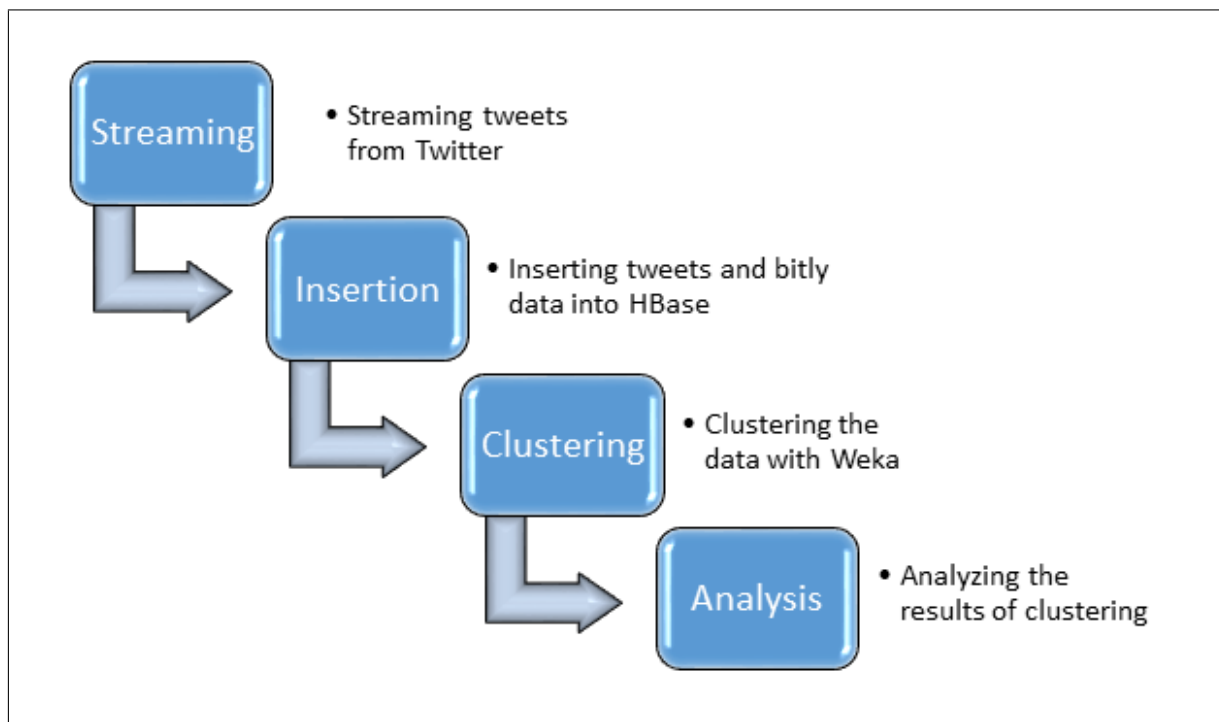 Streaming
• Streaming tweets
from Twitter
Insertion
• Inserting tweets and bitly
data into HBase
Clustering
• Clustering the
data with Weka
Analysis
• Analyzing the
results of clustering